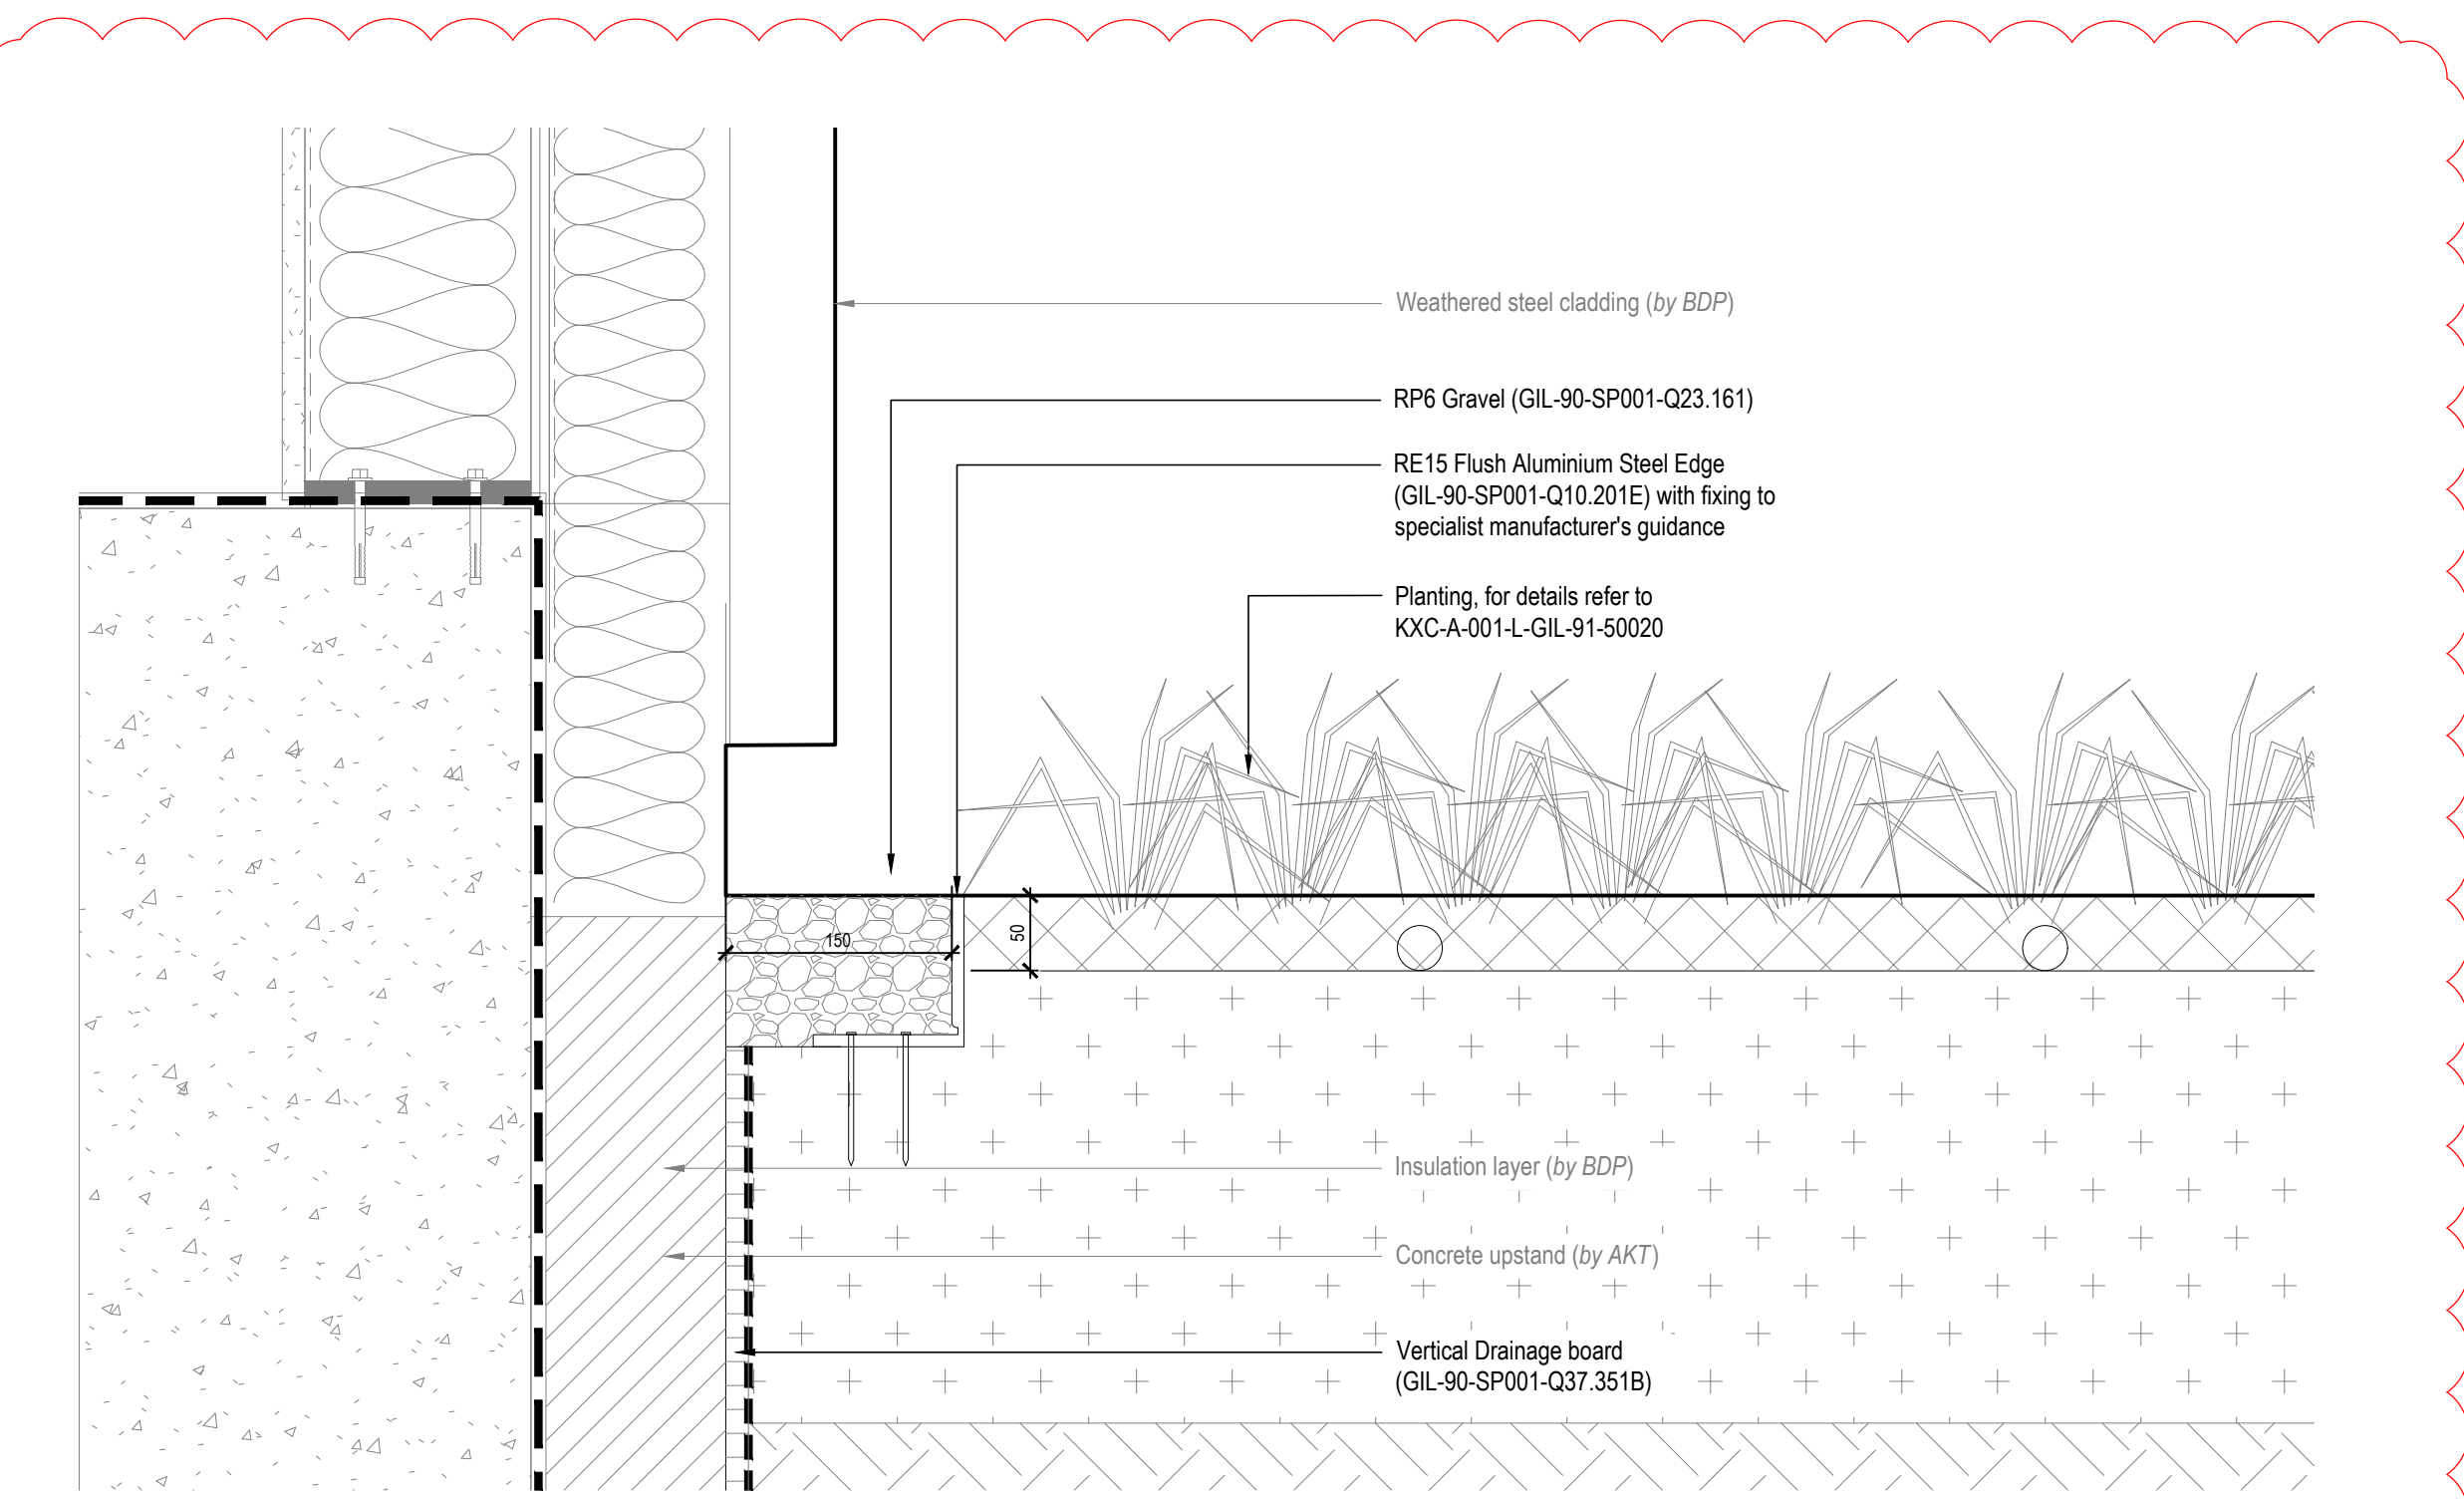 Weathered steel cladding (by BDP)
RP6 Gravel (GIL-90-SP001-Q23.161)
RE15 Flush Aluminium Steel Edge
(GIL-90-SP001-Q10.201E) with fixing to
specialist manufacturer's guidance
Planting, for details refer to
KXC-A-001-L-GIL-91-50020
150
50
Insulation layer (by BDP)
Concrete upstand (by AKT)
Vertical Drainage board
(GIL-90-SP001-Q37.351B)